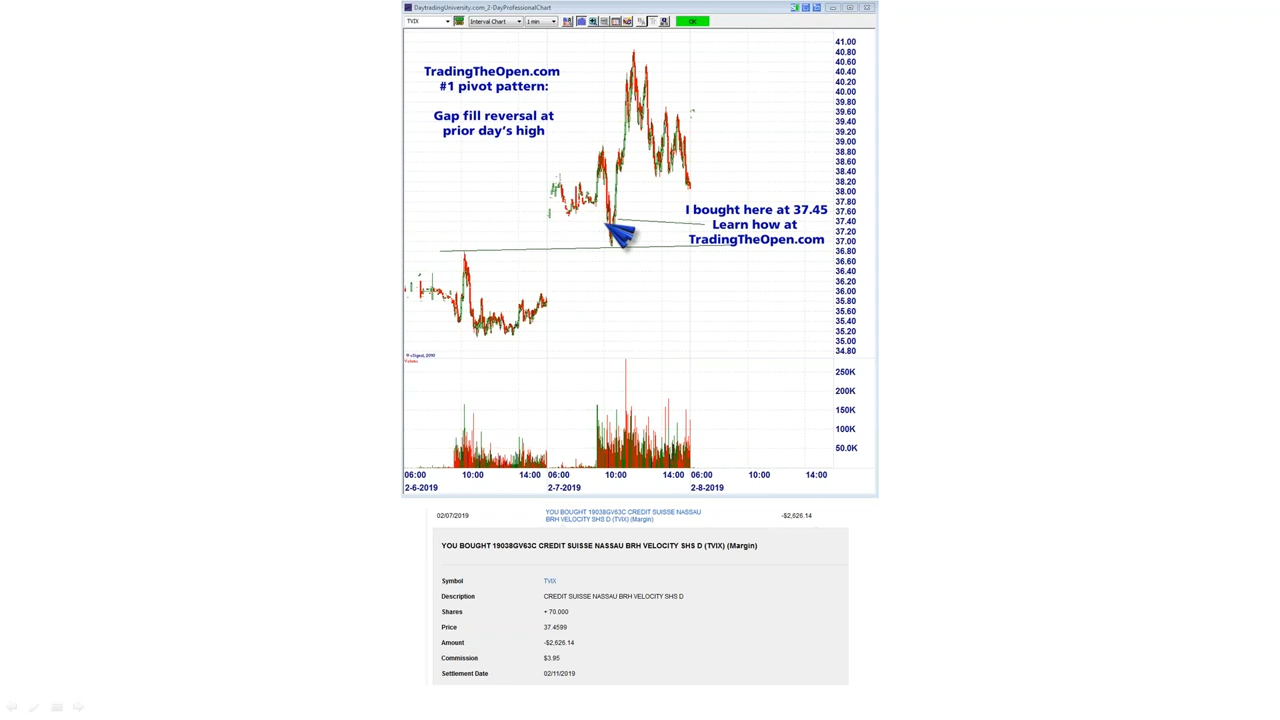 DaytradingUniversity.com_2-DayProfessionalChart
TVIX
Interval Chart
1 min
OK
TradingTheOpen.com
#1 pivot pattern:
Gap fill reversal at
prior day's high
I bought here at 37.45
Learn how at
TradingTheOpen.com
41.00
40.80
40.60
40.40
40.20
40.00
39.80
39.60
39.40
39.20
39.00
38.80
38.60
38.40
38.20
38.00
37.80
37.60
37.40
37.20
37.00
36.80
36.60
36.40
36.20
36.00
35.80
35.60
35.40
35.20
35.00
34.80
© eSignal, 2010
Volume
250K
200K
150K
100K
50.0K
06:00 10:00 14:00 06:00 10:00 14:00 06:00 10:00 14:00
2-6-2019 2-7-2019 2-8-2019
02/07/2019 YOU BOUGHT 19038GV63C CREDIT SUISSE NASSAU -$2,626.14
BRH VELOCITY SHS D (TVIX) (Margin)
YOU BOUGHT 19038GV63C CREDIT SUISSE NASSAU BRH VELOCITY SHS D (TVIX) (Margin)
Symbol TVIX
Description CREDIT SUISSE NASSAU BRH VELOCITY SHS D
Shares + 70.000
Price 37.4599
Amount -$2,626.14
Commission $3.95
Settlement Date 02/11/2019